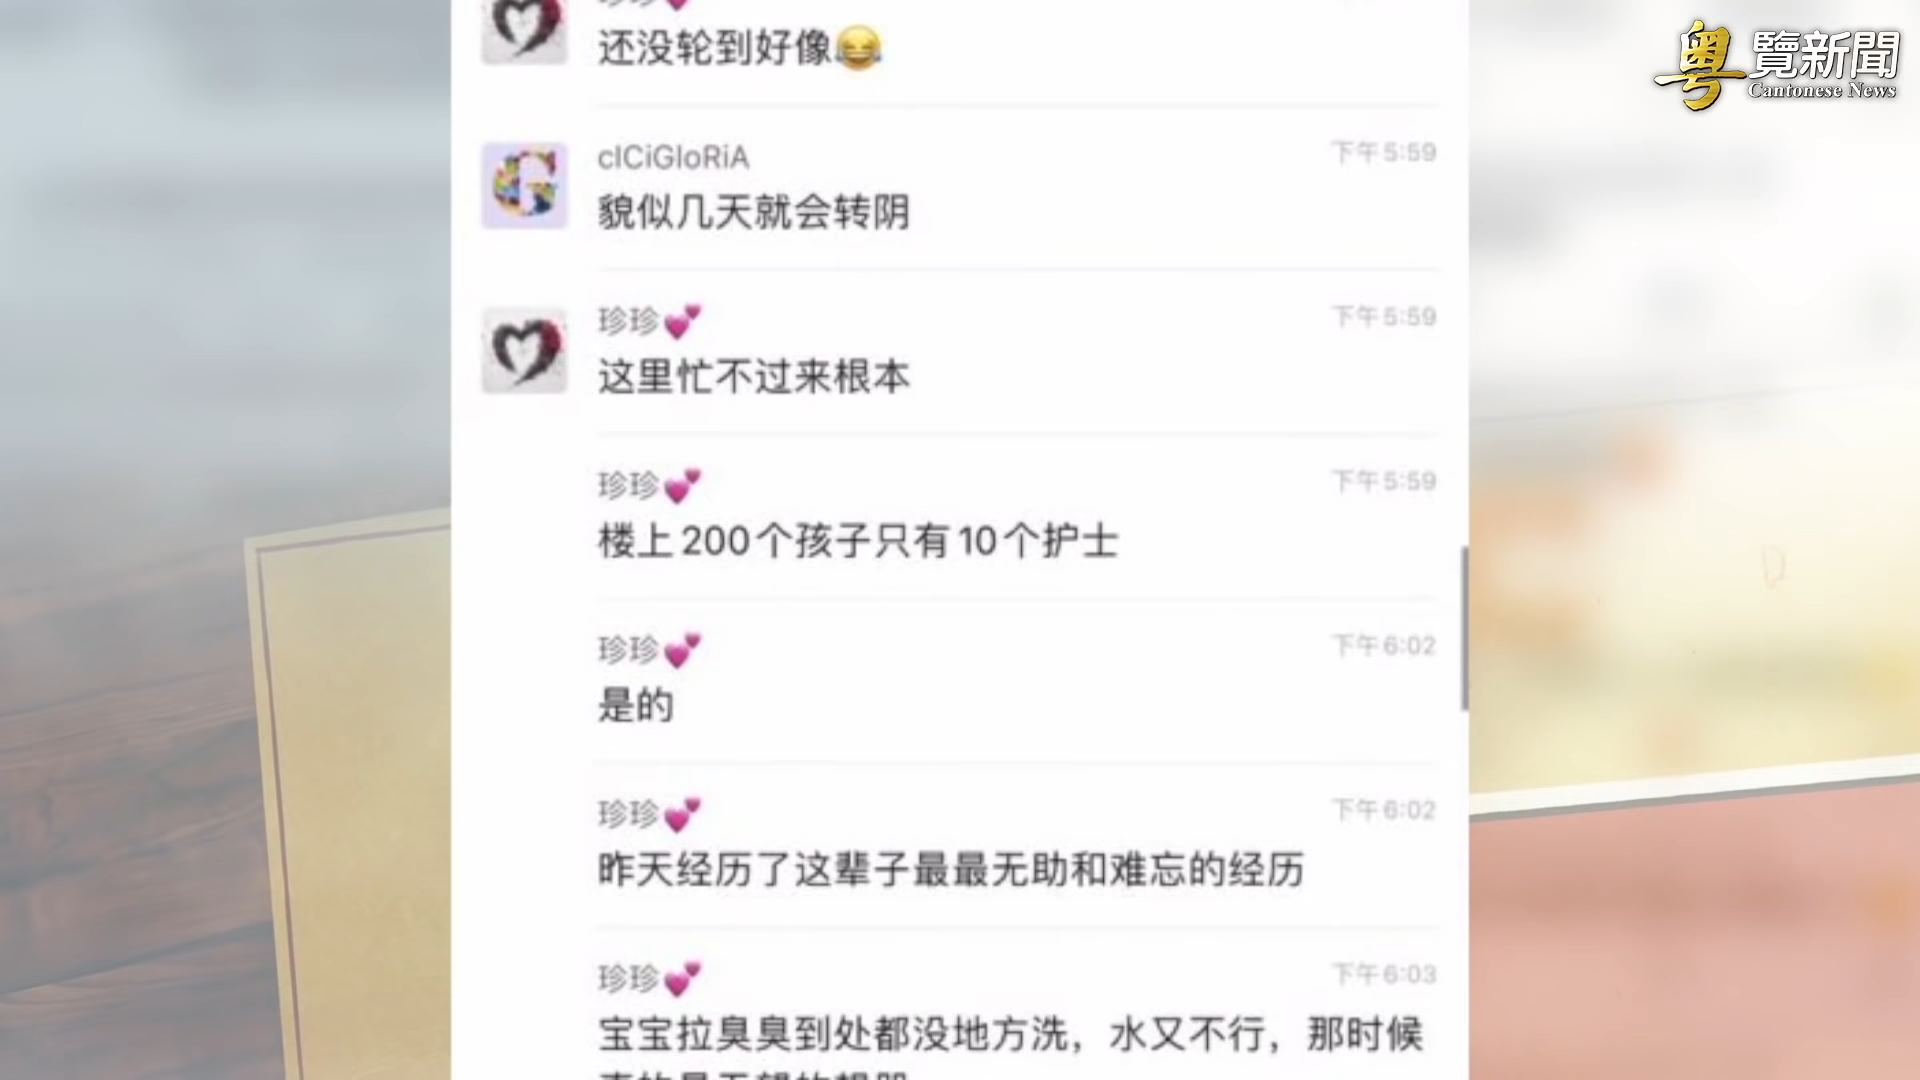 粤覽新聞
Cantonese News
还没轮到好像😂
cICiGloRiA 下午5:59
貌似几天就会转阴
珍珍💕 下午5:59
这里忙不过来根本
珍珍💕 下午5:59
楼上200个孩子只有10个护士
珍珍💕 下午6:02
是的
珍珍💕 下午6:02
昨天经历了这辈子最最无助和难忘的经历
珍珍💕 下午6:03
宝宝拉臭臭到处都没地方洗，水又不行，那时候